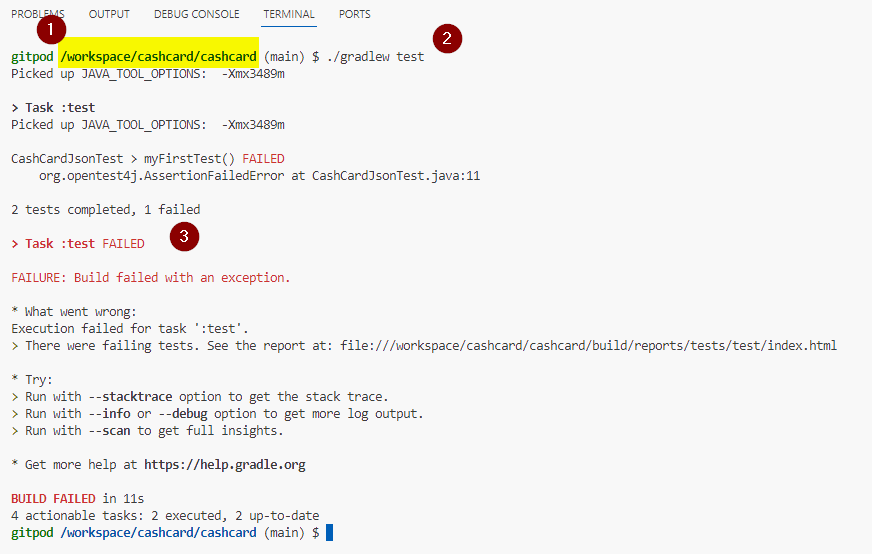 PROBLEMS OUTPUT DEBUG CONSOLE TERMINAL PORTS
1
2
gitpod /workspace/cashcard/cashcard (main) $ ./gradlew test
Picked up JAVA_TOOL_OPTIONS:  -Xmx3489m
> Task :test
Picked up JAVA_TOOL_OPTIONS:  -Xmx3489m
CashCardJsonTest > myFirstTest() FAILED
    org.opentest4j.AssertionFailedError at CashCardJsonTest.java:11
2 tests completed, 1 failed
> Task :test FAILED 3
FAILURE: Build failed with an exception.
* What went wrong:
Execution failed for task ':test'.
> There were failing tests. See the report at: file:///workspace/cashcard/cashcard/build/reports/tests/test/index.html
* Try:
> Run with --stacktrace option to get the stack trace.
> Run with --info or --debug option to get more log output.
> Run with --scan to get full insights.
* Get more help at https://help.gradle.org
BUILD FAILED in 11s
4 actionable tasks: 2 executed, 2 up-to-date
gitpod /workspace/cashcard/cashcard (main) $